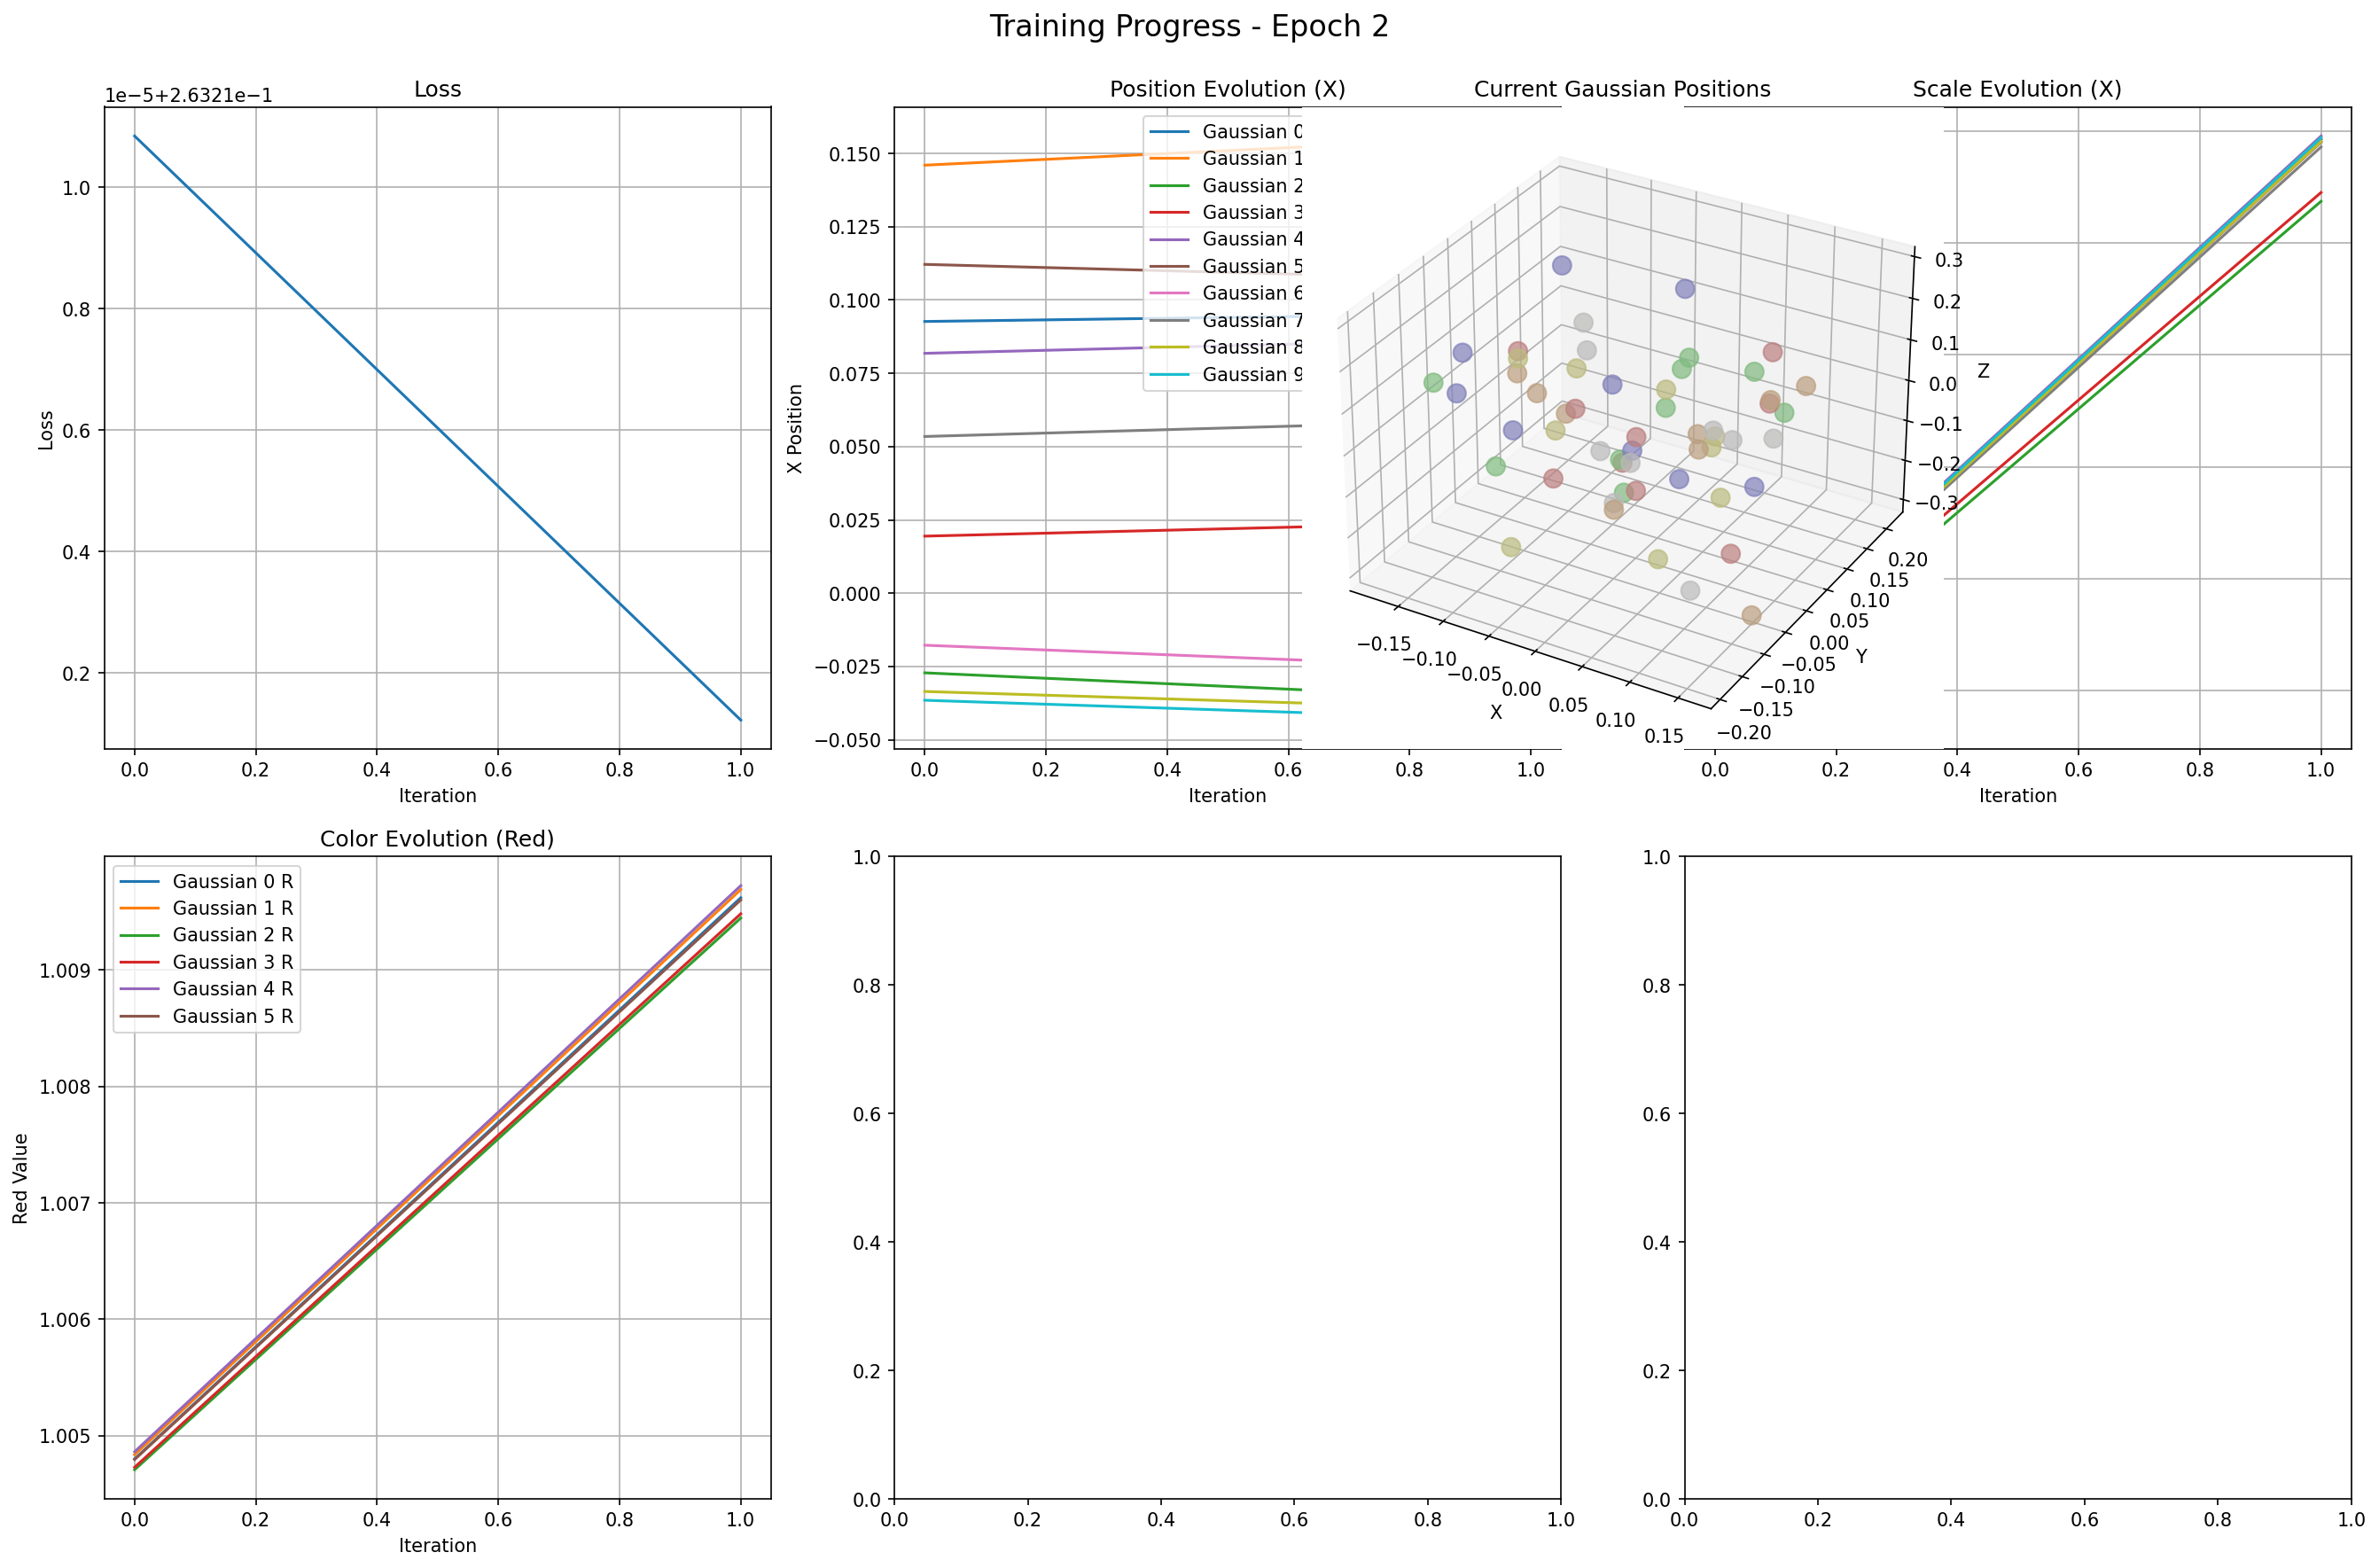 Training Progress - Epoch 2
Loss
1e−5+2.6321e−1
1.0
0.8
0.6
0.4
0.2
Loss
0.0 0.2 0.4 0.6 0.8 1.0
Iteration
Position Evolution (X)
0.150
0.125
0.100
0.075
0.050
0.025
0.000
−0.025
−0.050
X Position
Gaussian 0
Gaussian 1
Gaussian 2
Gaussian 3
Gaussian 4
Gaussian 5
Gaussian 6
Gaussian 7
Gaussian 8
Gaussian 9
0.0 0.2 0.4 0.6 0.8 1.0
Iteration
Current Gaussian Positions
0.3
0.2
0.1
0.0
−0.1
−0.2
−0.3
Z
0.20
0.15
0.10
0.05
0.00
−0.05
−0.10
−0.15
−0.20
Y
−0.15
−0.10
−0.05
0.00
0.05
0.10
0.15
X
Scale Evolution (X)
0.0 0.2 0.4 0.6 0.8 1.0
Iteration
Color Evolution (Red)
Gaussian 0 R
Gaussian 1 R
Gaussian 2 R
Gaussian 3 R
Gaussian 4 R
Gaussian 5 R
1.009
1.008
1.007
1.006
1.005
Red Value
0.0 0.2 0.4 0.6 0.8 1.0
Iteration
1.0
0.8
0.6
0.4
0.2
0.0
0.0 0.2 0.4 0.6 0.8 1.0
1.0
0.8
0.6
0.4
0.2
0.0
0.0 0.2 0.4 0.6 0.8 1.0